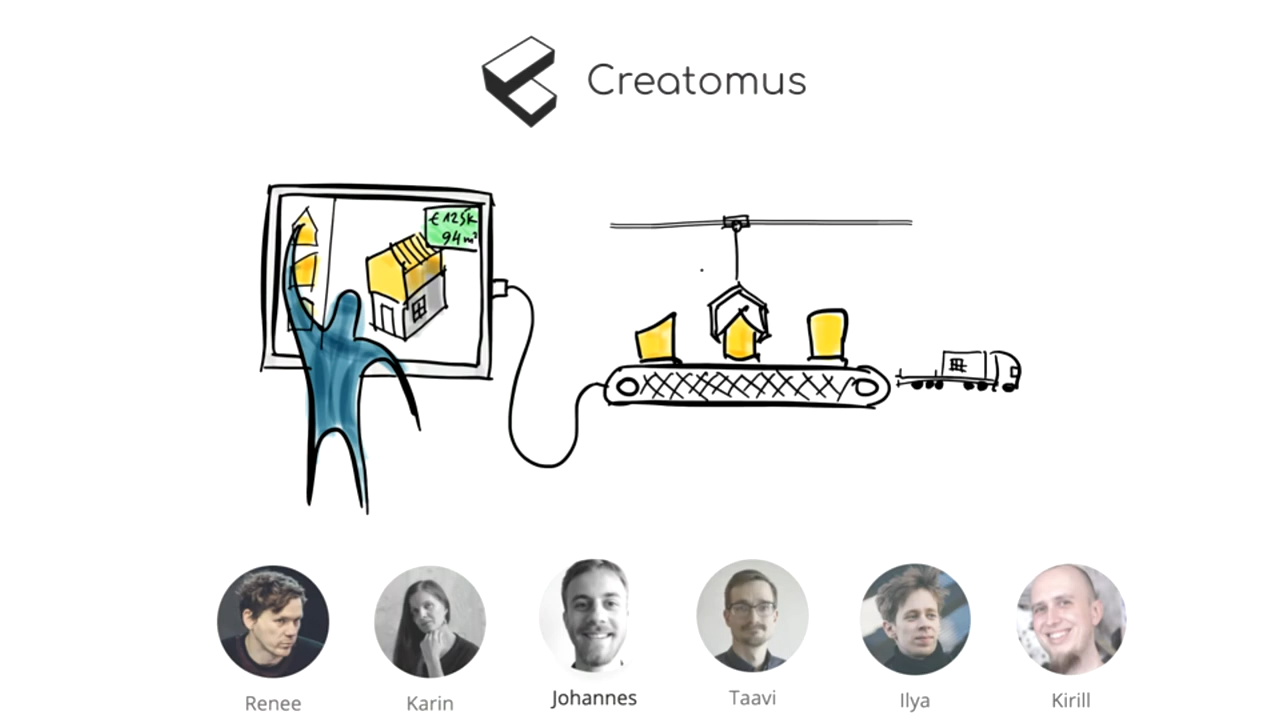 Creatomus
€125k
94m²
Renee
Karin
Johannes
Taavi
Ilya
Kirill